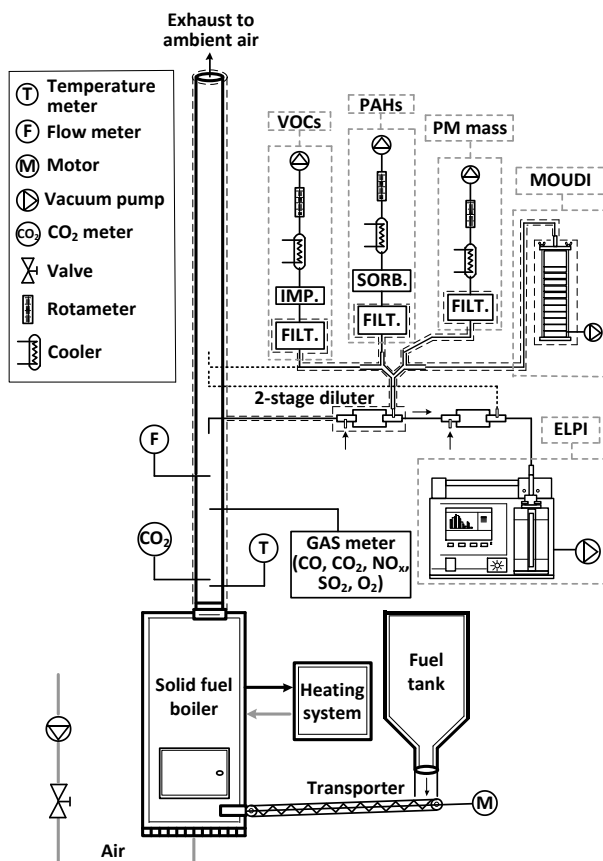 Exhaust to
ambient air
T Temperature
meter
F Flow meter
M Motor
Vacuum pump
CO₂ CO₂ meter
Valve
Rotameter
Cooler
VOCs
PAHs
PM mass
MOUDI
IMP.
SORB.
FILT.
FILT.
FILT.
2-stage diluter
ELPI
F
CO₂
T
GAS meter
(CO, CO₂, NOₓ,
SO₂, O₂)
Solid fuel
boiler
Heating
system
Fuel
tank
Transporter
M
Air